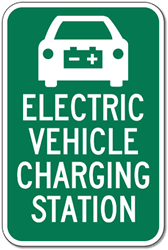 - +
ELECTRIC
VEHICLE
CHARGING
STATION